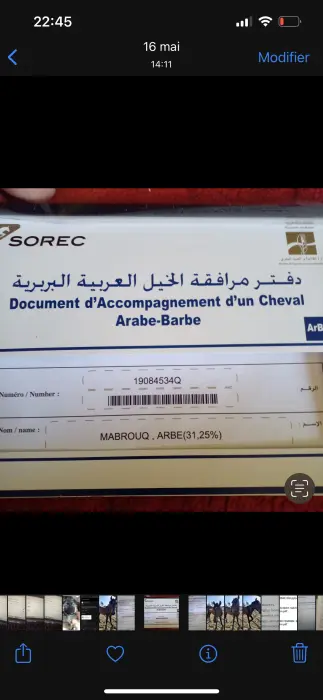 22:45
16 mai
14:11
Modifier
SOREC
دفتر مرافقة الخيل العربية البربرية
Document d'Accompagnement d'un Cheval
Arabe-Barbe
ArB
19084534Q
Numéro / Number :
الرقم
Nom / name :
MABROUQ , ARBE(31,25%)
الإسم :